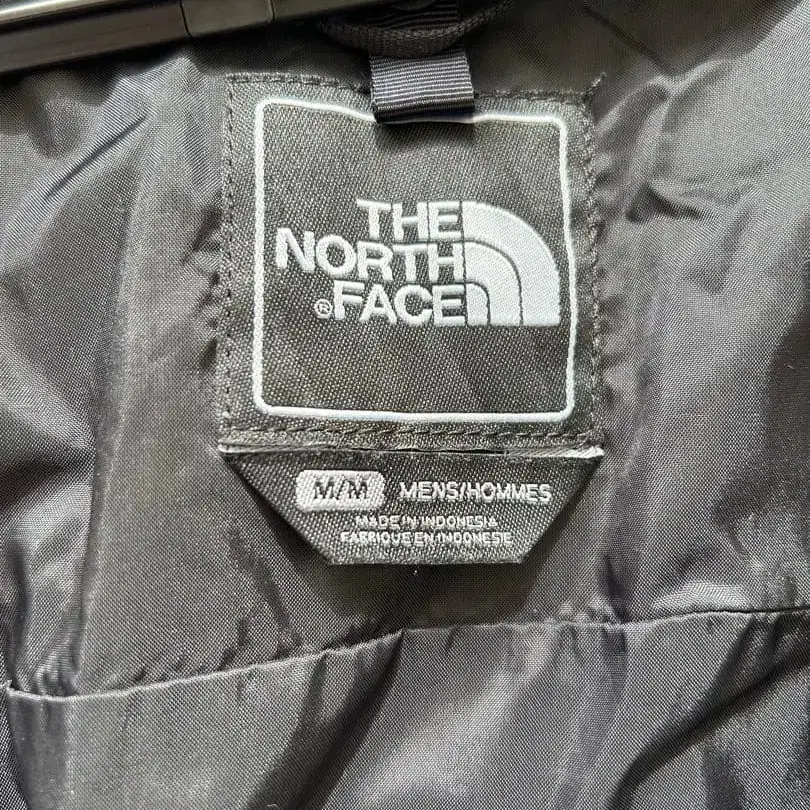 THE
NORTH
®FACE
M/M MENS/HOMMES
MADE IN INDONESIA
FABRIQUE EN INDONESIE